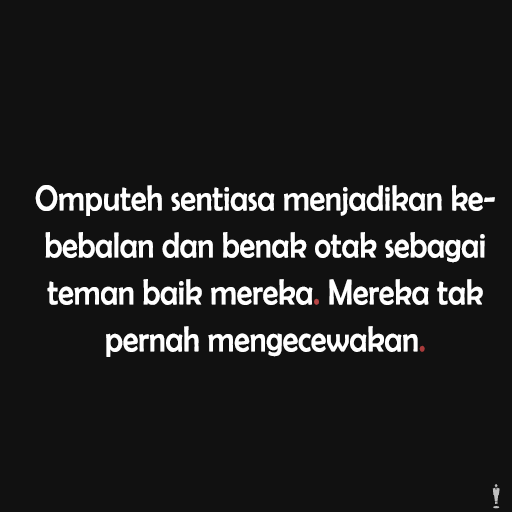 Omputeh sentiasa menjadikan ke-
bebalan dan benak otak sebagai
teman baik mereka. Mereka tak
pernah mengecewakan.